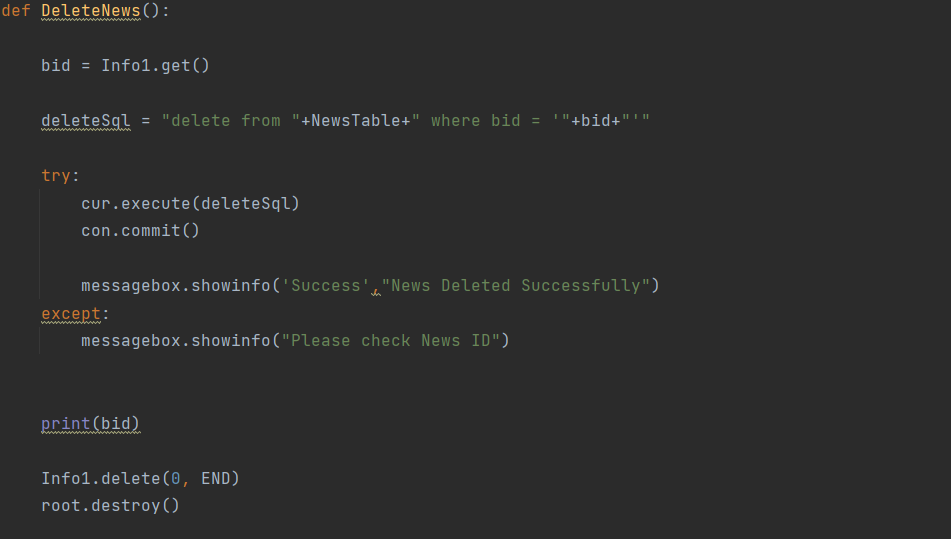 def DeleteNews():
    bid = Info1.get()
    deleteSql = "delete from "+NewsTable+" where bid = '"+bid+"'"
    try:
        cur.execute(deleteSql)
        con.commit()
        messagebox.showinfo('Success',"News Deleted Successfully")
    except:
        messagebox.showinfo("Please check News ID")
    print(bid)
    Info1.delete(0, END)
    root.destroy()